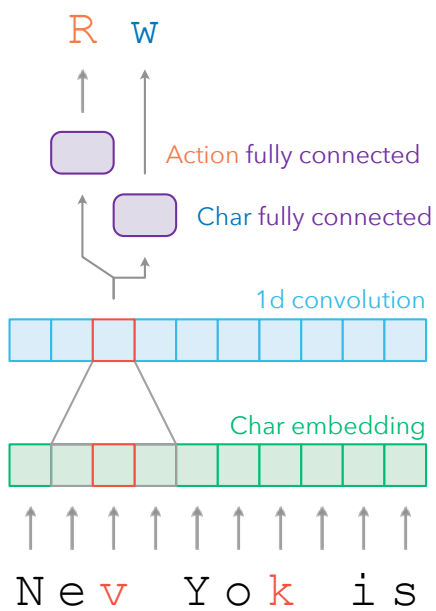 R w
Action fully connected
Char fully connected
1d convolution
Char embedding
Nev Yok is